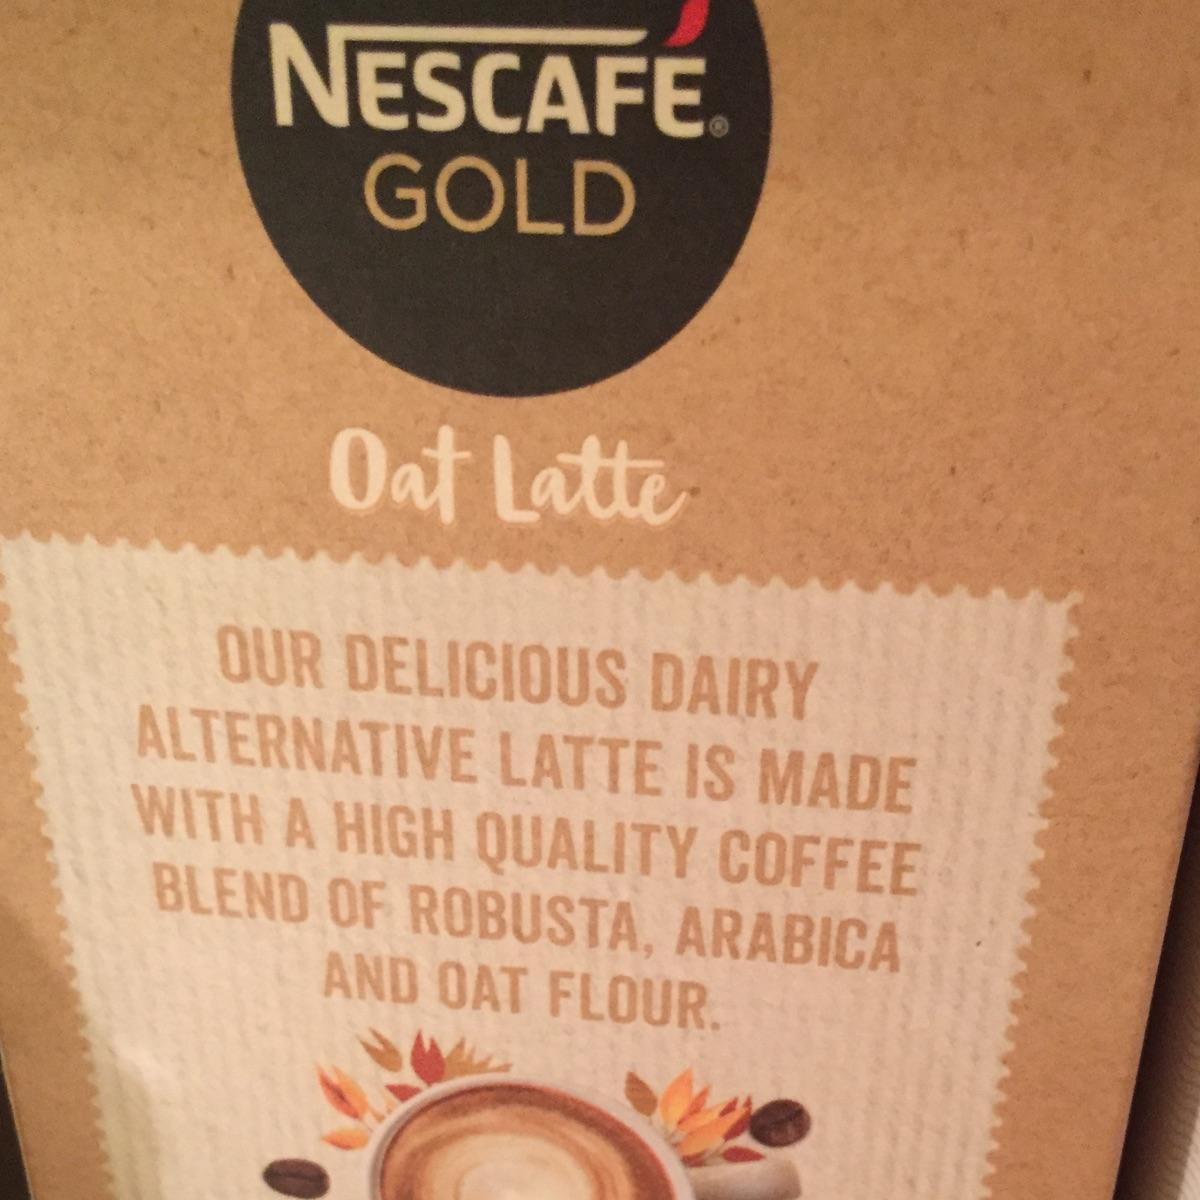 NESCAFÉ®
GOLD
Oat Latte
OUR DELICIOUS DAIRY
ALTERNATIVE LATTE IS MADE
WITH A HIGH QUALITY COFFEE
BLEND OF ROBUSTA, ARABICA
AND OAT FLOUR.